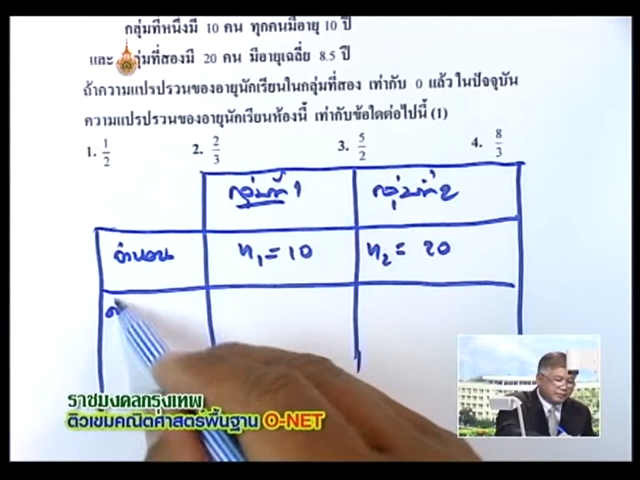 กลุ่มที่หนึ่งมี 10 คน ทุกคนมีอายุ 10 ปี
และ กลุ่มที่สองมี 20 คน มีอายุเฉลี่ย 8.5 ปี
ถ้าความแปรปรวนของอายุนักเรียนในกลุ่มที่สอง เท่ากับ 0 แล้ว ในปัจจุบัน
ความแปรปรวนของอายุนักเรียนห้องนี้ เท่ากับข้อใดต่อไปนี้ (1)
1. 1/2 2. 2/3 3. 5/2 4. 8/3
กลุ่มที่ 1 กลุ่มที่ 2
จำนวน n₁ = 10 n₂ = 20
ราชมงคลกรุงเทพ
ติวเข้มคณิตศาสตร์พื้นฐาน O-NET